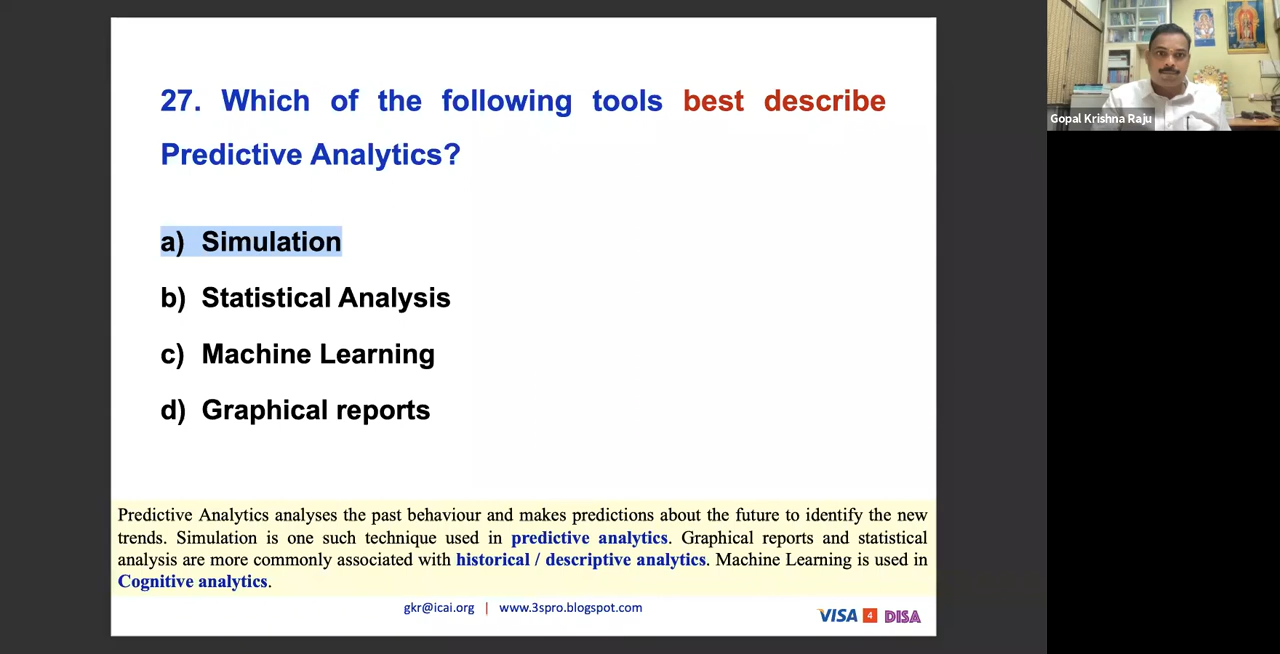 27. Which of the following tools best describe
Predictive Analytics?
a) Simulation
b) Statistical Analysis
c) Machine Learning
d) Graphical reports
Predictive Analytics analyses the past behaviour and makes predictions about the future to identify the new
trends. Simulation is one such technique used in predictive analytics. Graphical reports and statistical
analysis are more commonly associated with historical / descriptive analytics. Machine Learning is used in
Cognitive analytics.
gkr@icai.org | www.3spro.blogspot.com
VISA 4 DISA
Gopal Krishna Raju